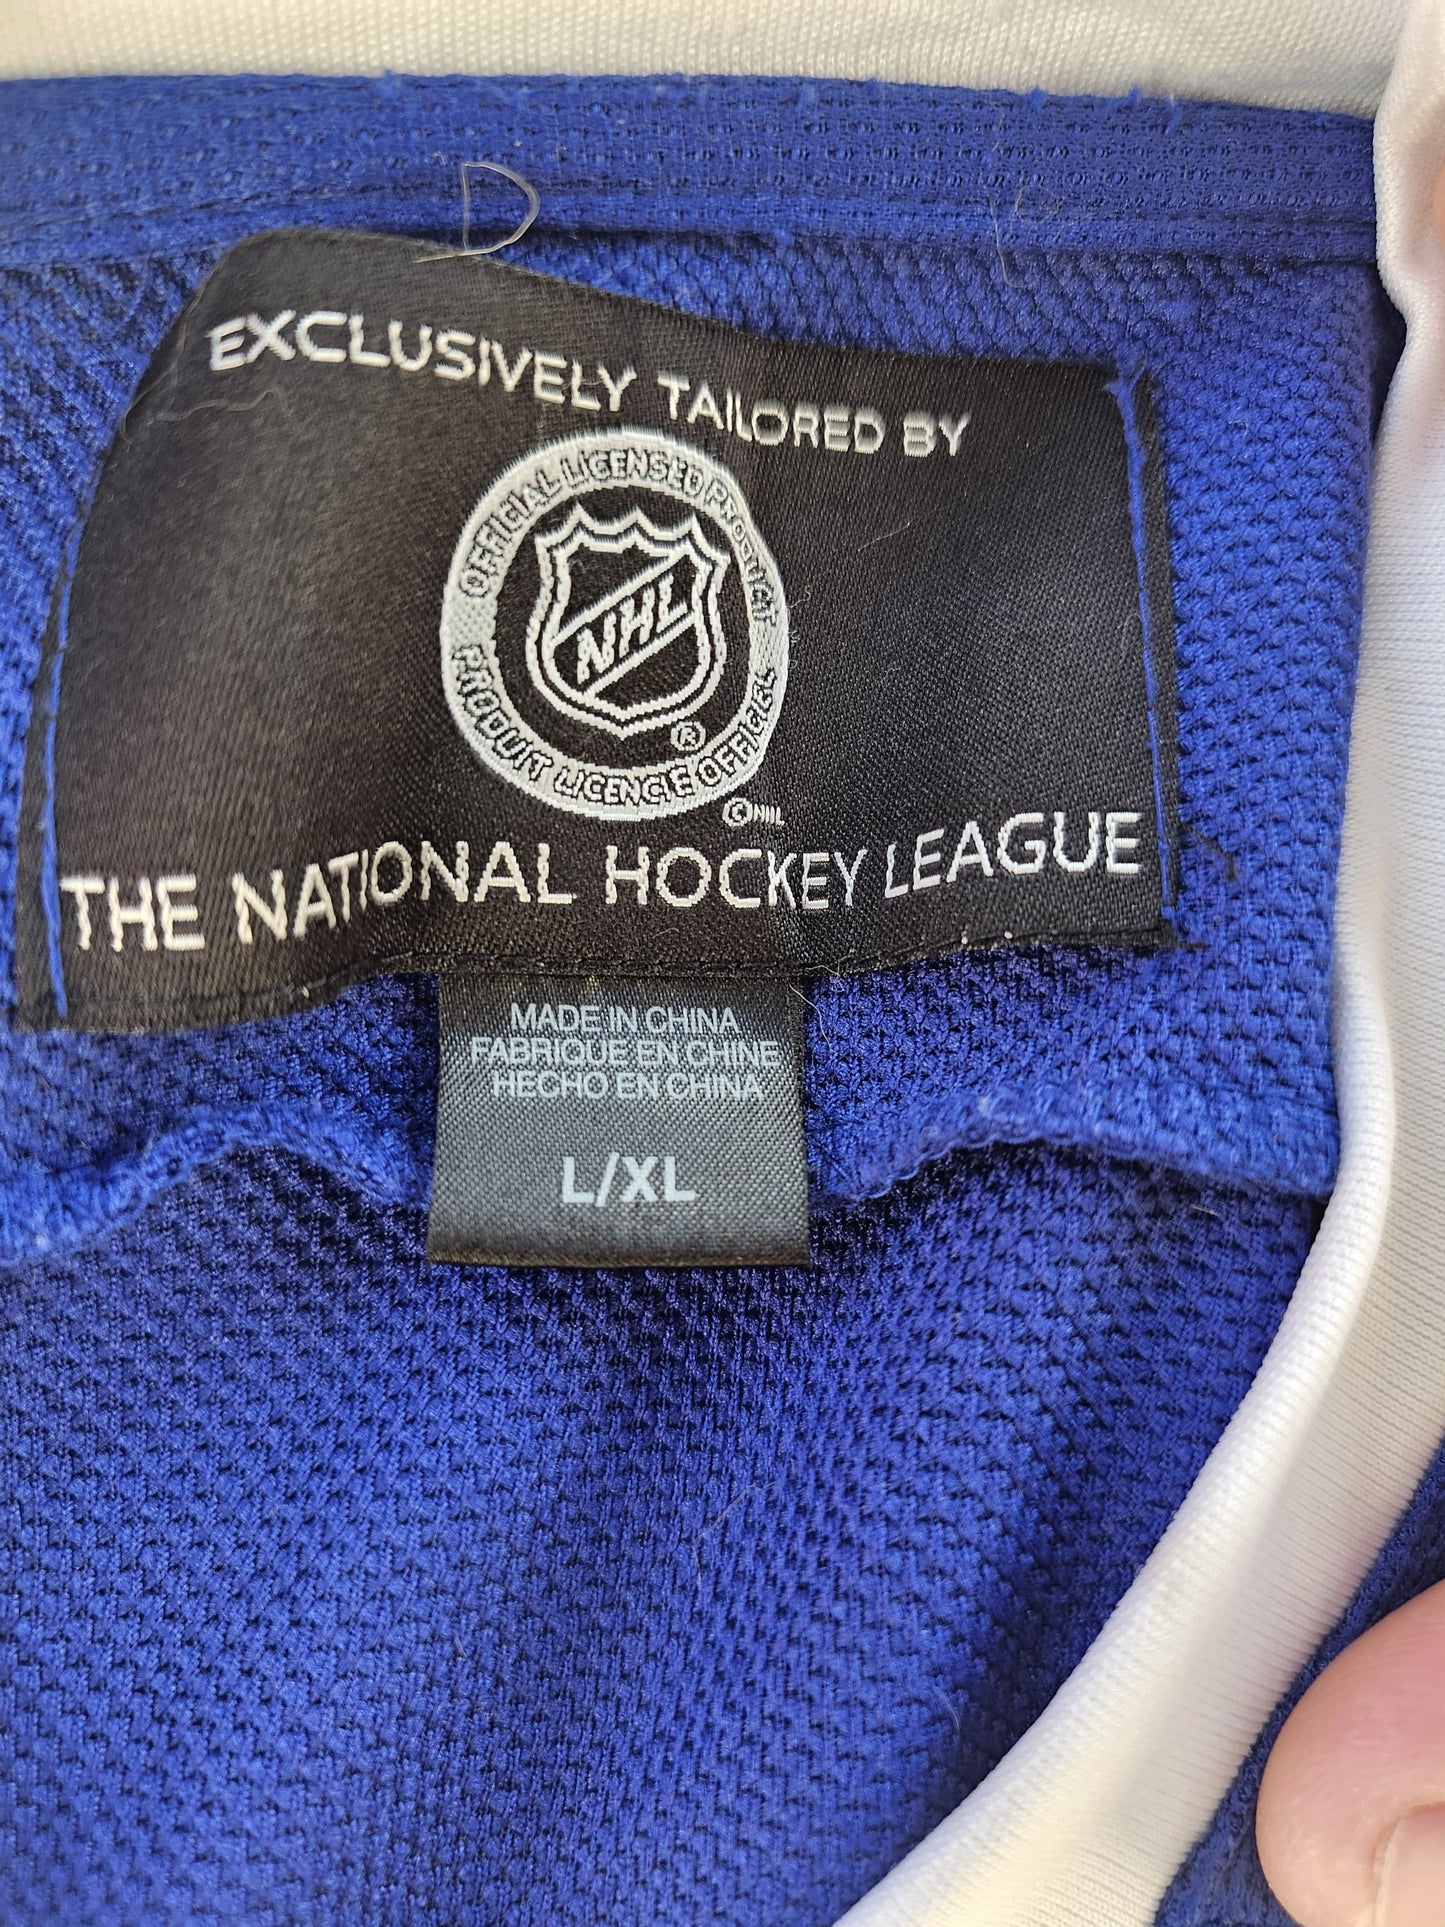 EXCLUSIVELY TAILORED BY
OFFICIAL LICENSED PRODUCT
NHL
®
PRODUIT LICENCIE OFFICIEL
© NHL
THE NATIONAL HOCKEY LEAGUE
MADE IN CHINA
FABRIQUE EN CHINE
HECHO EN CHINA
L/XL